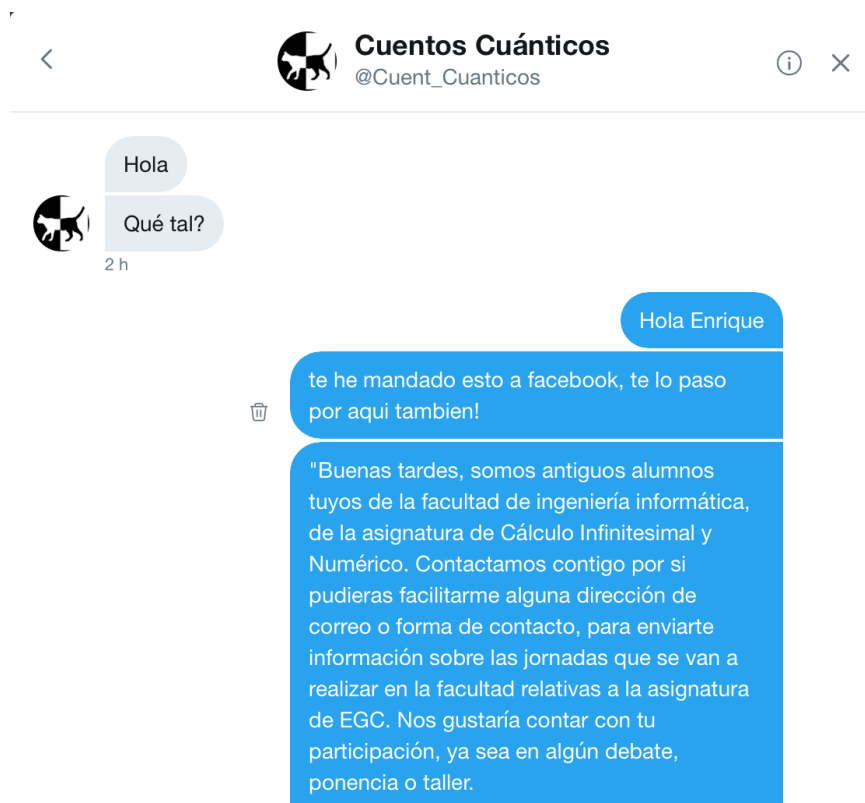 Cuentos Cuánticos
@Cuent_Cuanticos
Hola
Qué tal?
2 h
Hola Enrique
te he mandado esto a facebook, te lo paso
por aqui tambien!
"Buenas tardes, somos antiguos alumnos
tuyos de la facultad de ingeniería informática,
de la asignatura de Cálculo Infinitesimal y
Numérico. Contactamos contigo por si
pudieras facilitarme alguna dirección de
correo o forma de contacto, para enviarte
información sobre las jornadas que se van a
realizar en la facultad relativas a la asignatura
de EGC. Nos gustaría contar con tu
participación, ya sea en algún debate,
ponencia o taller.